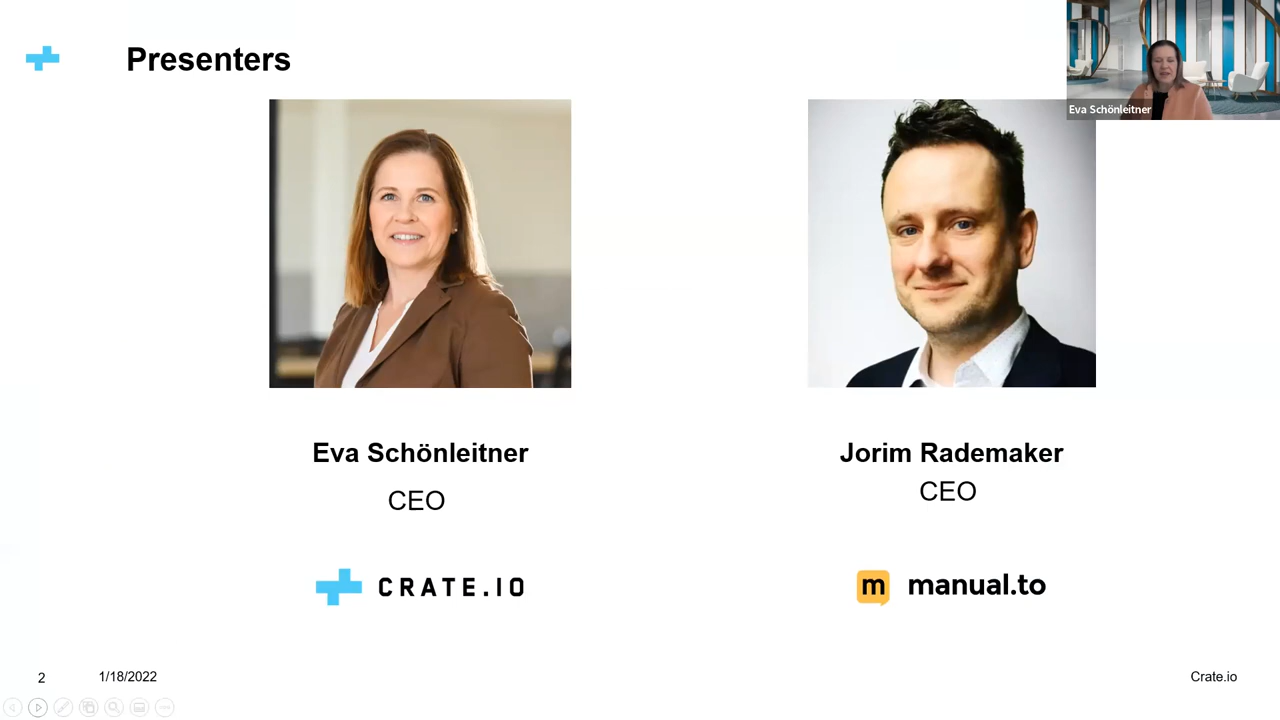 Presenters
Eva Schönleitner
Eva Schönleitner
CEO
CRATE.IO
Jorim Rademaker
CEO
m manual.to
2
1/18/2022
Crate.io